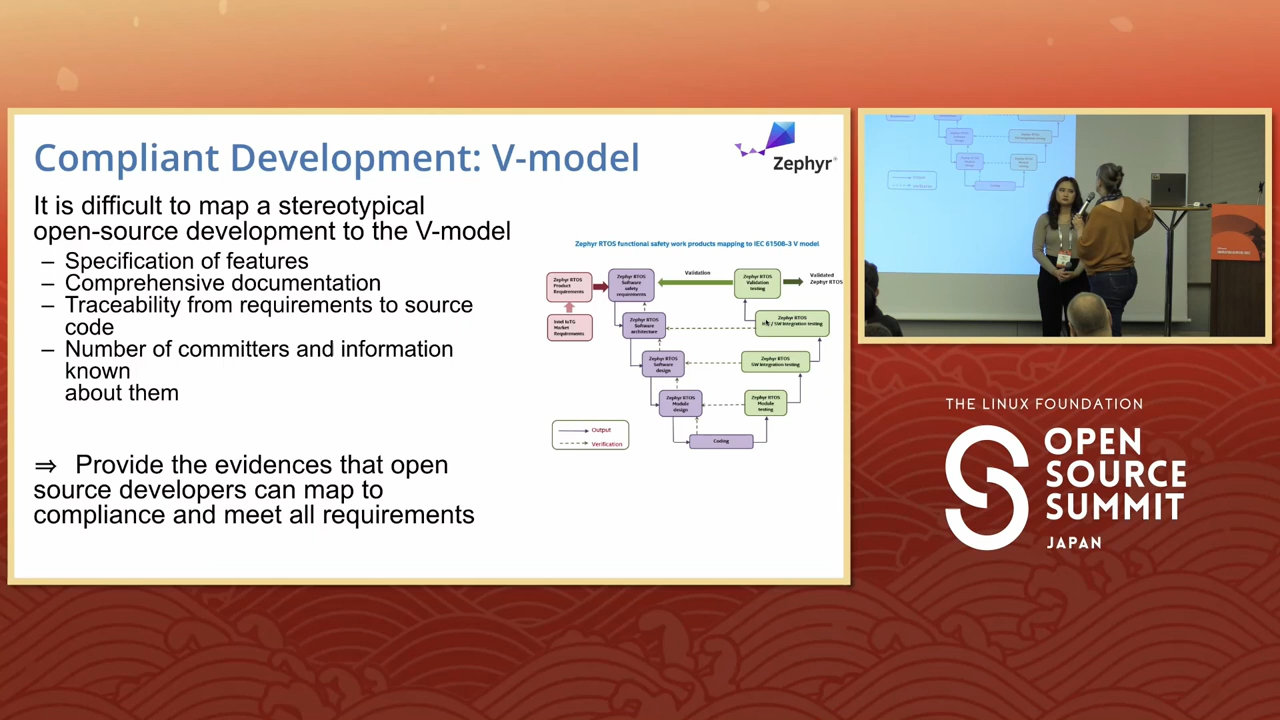 Compliant Development: V-model
Zephyr
It is difficult to map a stereotypical
open-source development to the V-model
– Specification of features
– Comprehensive documentation
– Traceability from requirements to source
code
– Number of committers and information
known
about them
⇒ Provide the evidences that open
source developers can map to
compliance and meet all requirements
Zephyr RTOS functional safety work products mapping to IEC 61508-3 V model
Zephyr RTOS
Product
Requirements
Zephyr RTOS
Software
safety
requirements
Validation
Zephyr RTOS
Validation
testing
Validated
Zephyr RTOS
Intel IoTG
Market
Requirements
Zephyr RTOS
Software
architecture
Zephyr RTOS
/ SW integration testing
Zephyr RTOS
Software
design
Zephyr RTOS
SW integration testing
Zephyr RTOS
Module
design
Zephyr RTOS
Module
testing
Coding
Output
Verification
THE LINUX FOUNDATION
OPEN
SOURCE
SUMMIT
JAPAN